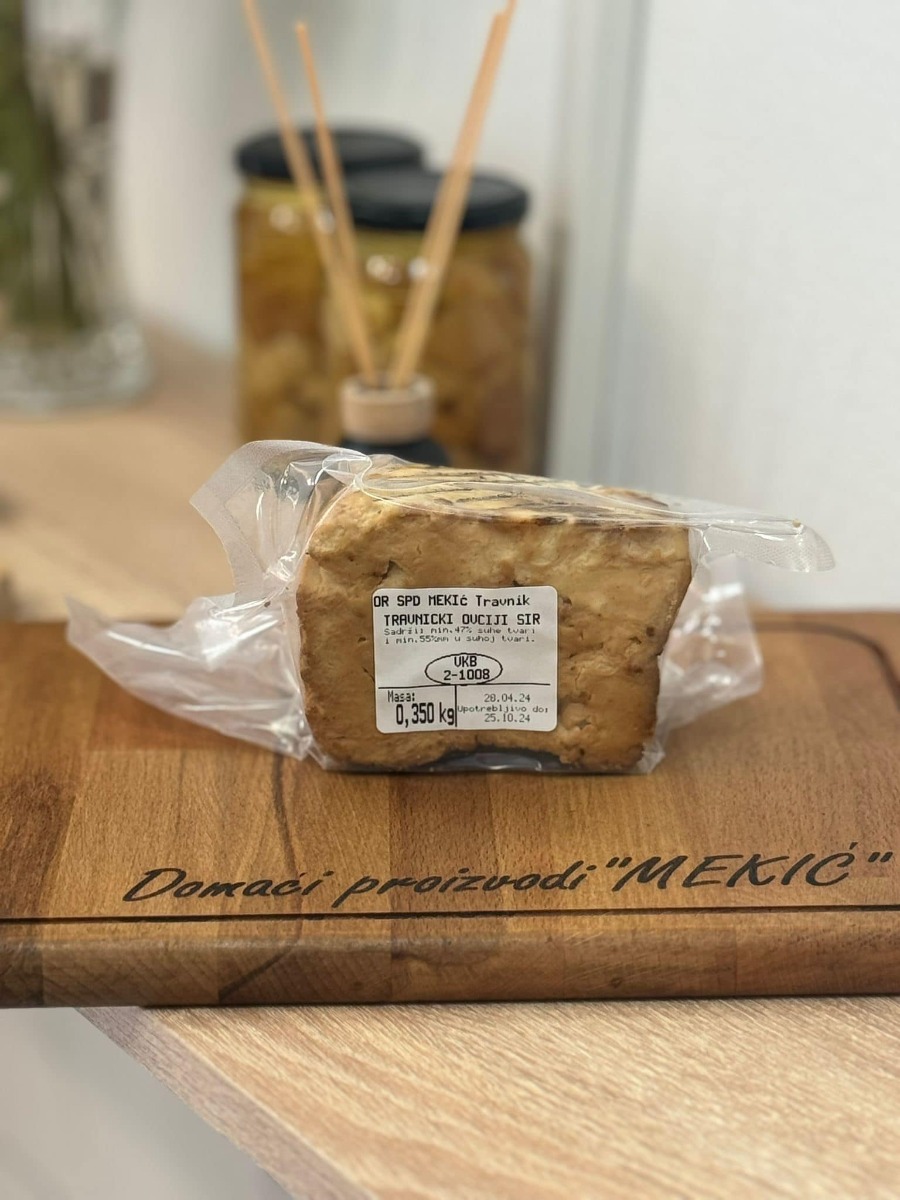 OR SPD MEKIć Travnik
TRAVNICKI OVCIJI SIR
Sadrži: min.47% suhe tvari
i min.55%mm u suhoj tvari.
VKB
2-1008
Masa:
0,350 kg
28.04.24
Upotrebljivo do:
25.10.24
Domaći proizvodi "MEKIĆ"